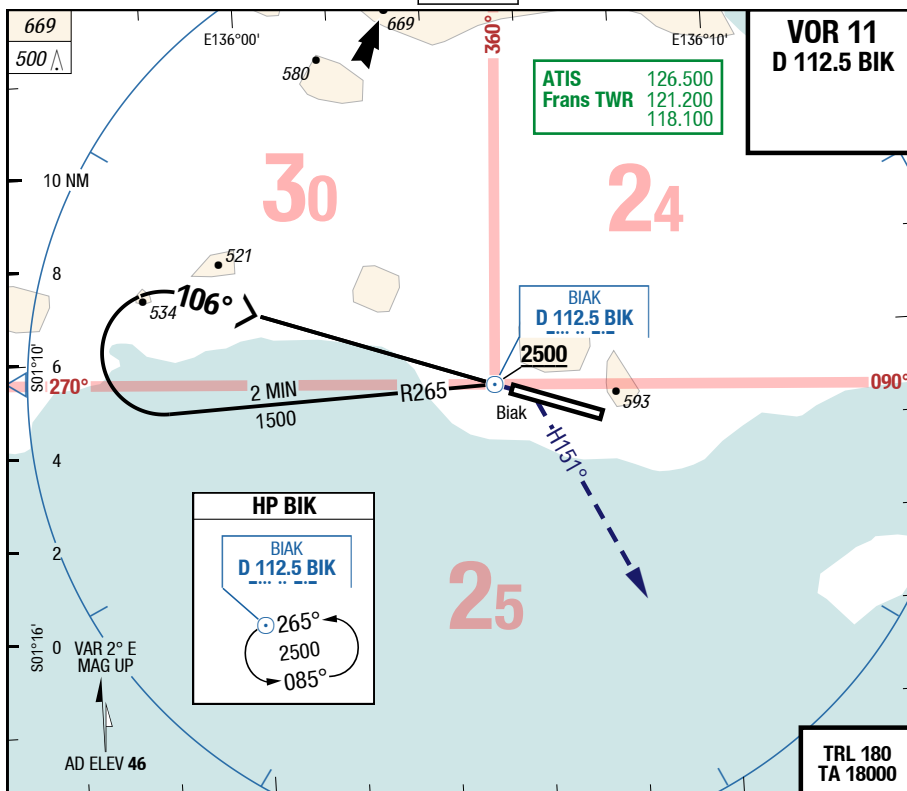 669
500
E136°00'
580
669
360°
E136°10'
VOR 11
D 112.5 BIK
ATIS 126.500
Frans TWR 121.200
118.100
10 NM
30
24
521
8
534
106°
BIAK
D 112.5 BIK
2500
S01°10'
6
270°
2 MIN
1500
R265
Biak
593
090°
H151°
4
HP BIK
BIAK
D 112.5 BIK
265°
2500
085°
2
25
S01°16'
0
VAR 2° E
MAG UP
AD ELEV 46
TRL 180
TA 18000